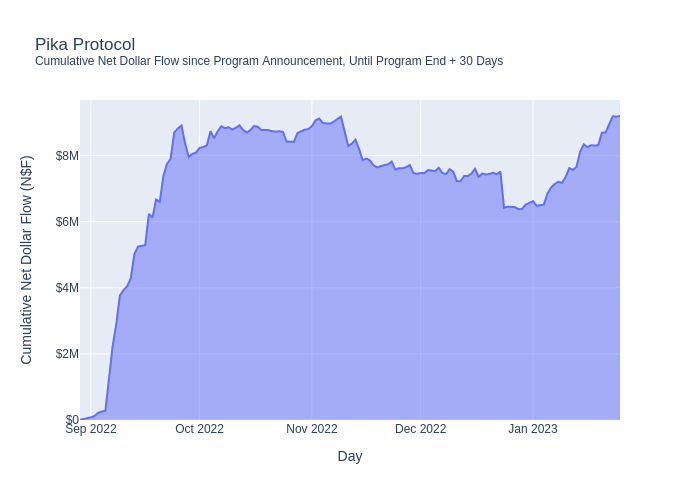 Pika Protocol
Cumulative Net Dollar Flow since Program Announcement, Until Program End + 30 Days
Cumulative Net Dollar Flow (N$F)
$8M
$6M
$4M
$2M
$0
Sep 2022
Oct 2022
Nov 2022
Dec 2022
Jan 2023
Day